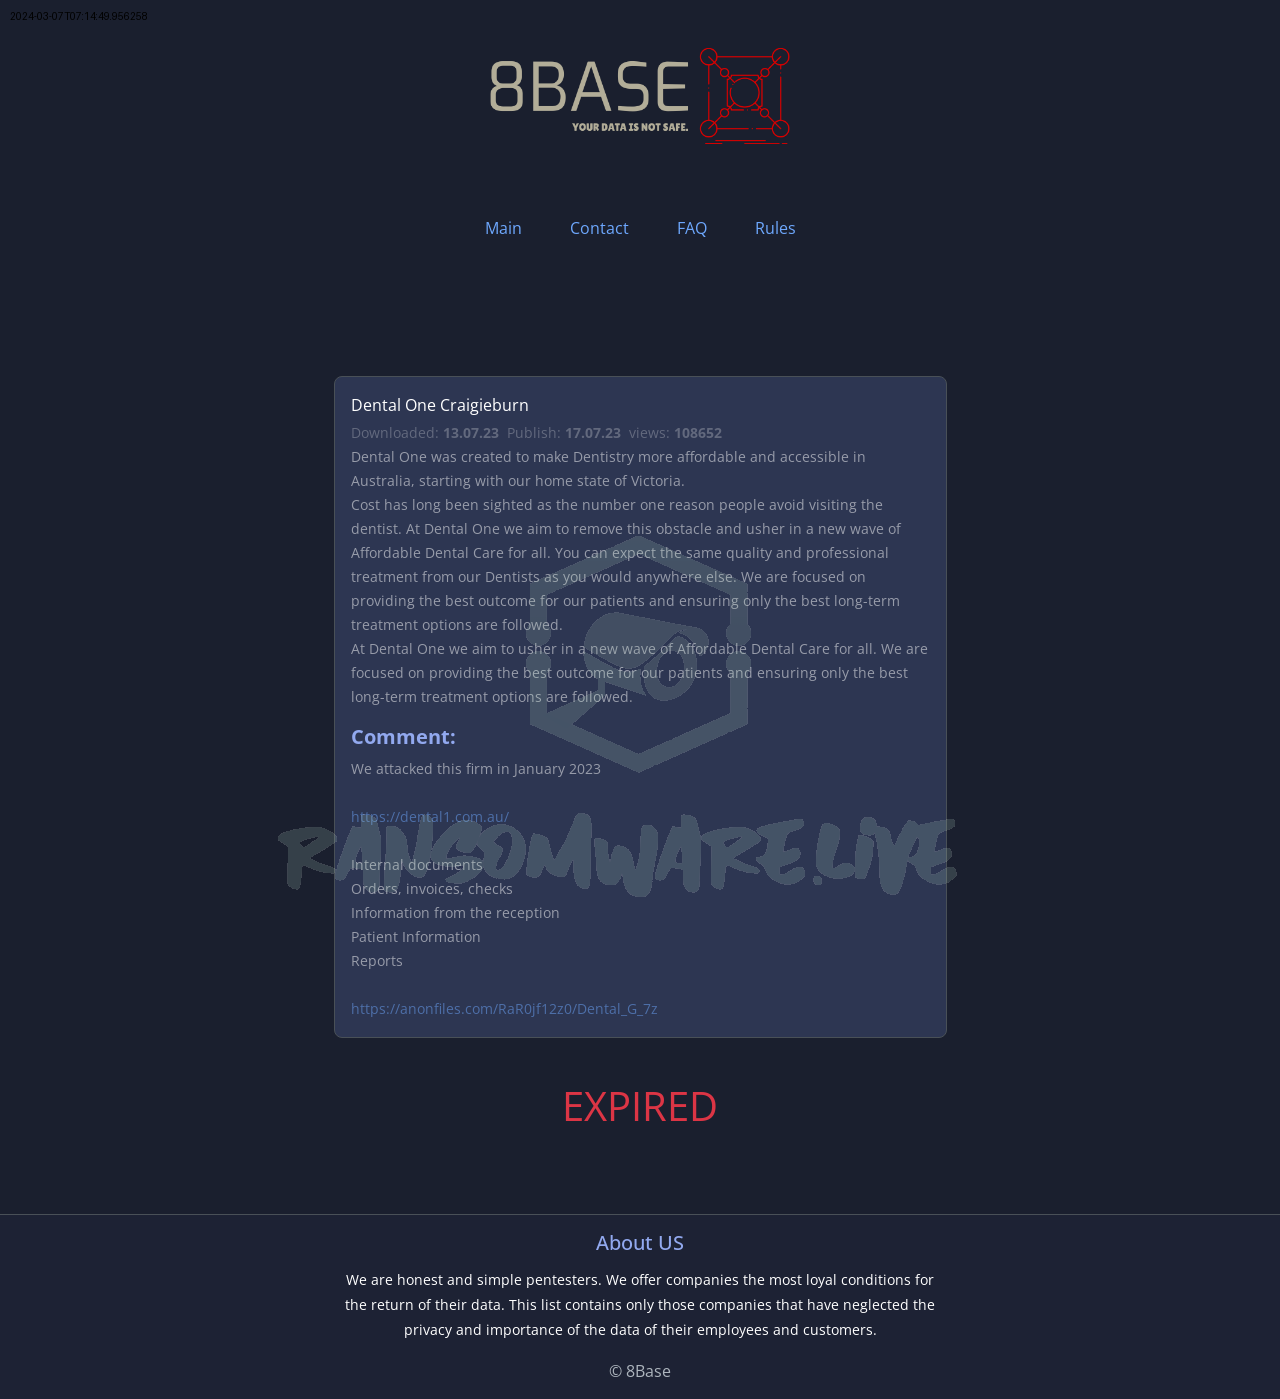 2024-03-07T07:14:49.956258
8BASE
YOUR DATA IS NOT SAFE.
Main Contact FAQ Rules
Dental One Craigieburn
Downloaded: 13.07.23 Publish: 17.07.23 views: 108652
Dental One was created to make Dentistry more affordable and accessible in
Australia, starting with our home state of Victoria.
Cost has long been sighted as the number one reason people avoid visiting the
dentist. At Dental One we aim to remove this obstacle and usher in a new wave of
Affordable Dental Care for all. You can expect the same quality and professional
treatment from our Dentists as you would anywhere else. We are focused on
providing the best outcome for our patients and ensuring only the best long-term
treatment options are followed.
At Dental One we aim to usher in a new wave of Affordable Dental Care for all. We are
focused on providing the best outcome for our patients and ensuring only the best
long-term treatment options are followed.
Comment:
We attacked this firm in January 2023
https://dental1.com.au/
RANSOMWARE.LIVE
Internal documents
Orders, invoices, checks
Information from the reception
Patient Information
Reports
https://anonfiles.com/RaR0jf12z0/Dental_G_7z
EXPIRED
About US
We are honest and simple pentesters. We offer companies the most loyal conditions for
the return of their data. This list contains only those companies that have neglected the
privacy and importance of the data of their employees and customers.
© 8Base